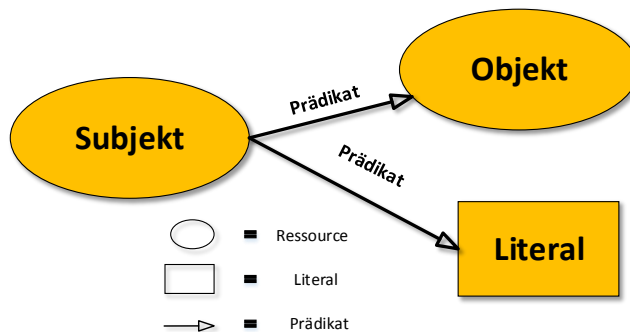 Objekt
Prädikat
Subjekt
Prädikat
Literal
= Ressource
= Literal
= Prädikat